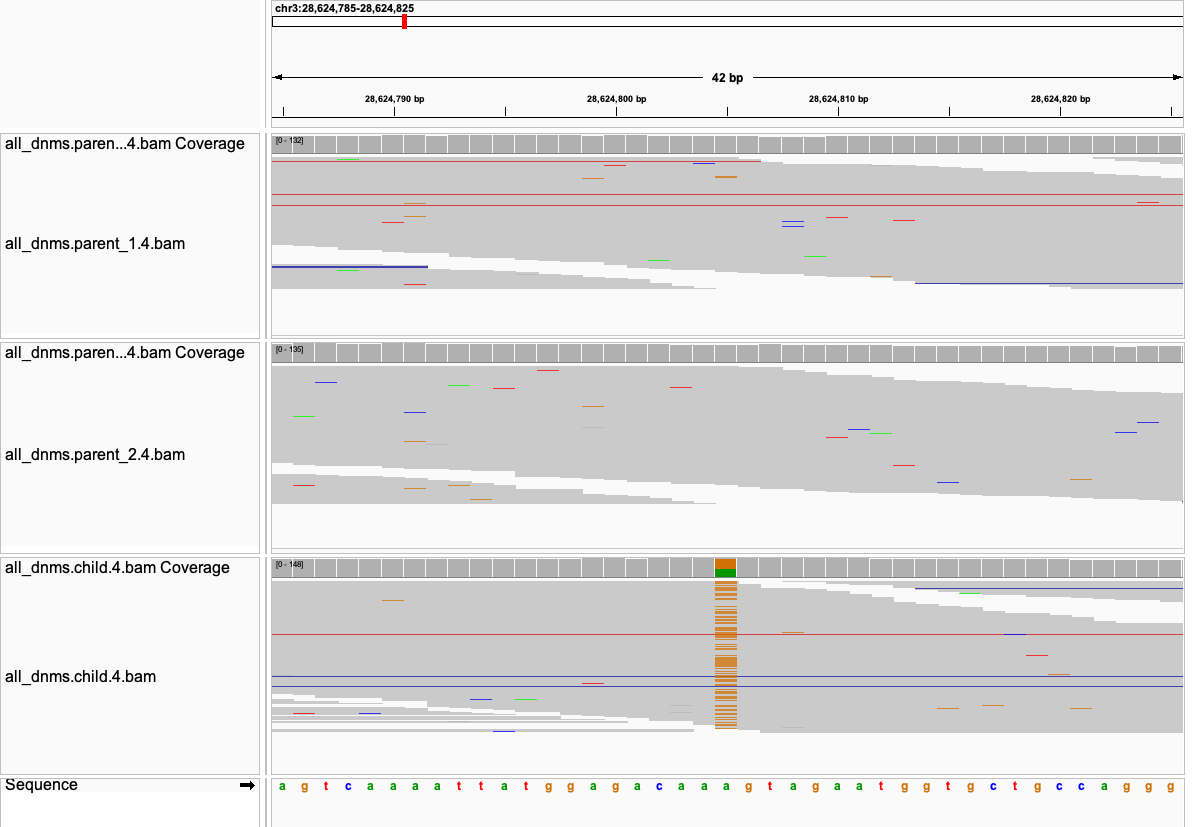 chr3:28,624,785-28,624,825
42 bp
28,624,790 bp 28,624,800 bp 28,624,810 bp 28,624,820 bp
all_dnms.paren...4.bam Coverage
[0 - 132]
all_dnms.parent_1.4.bam
all_dnms.paren...4.bam Coverage
[0 - 135]
all_dnms.parent_2.4.bam
all_dnms.child.4.bam Coverage
[0 - 148]
all_dnms.child.4.bam
Sequence a g t c a a a a t t a t g g a g a c a a a g t a g a a t g g t g c t g c c a g g g